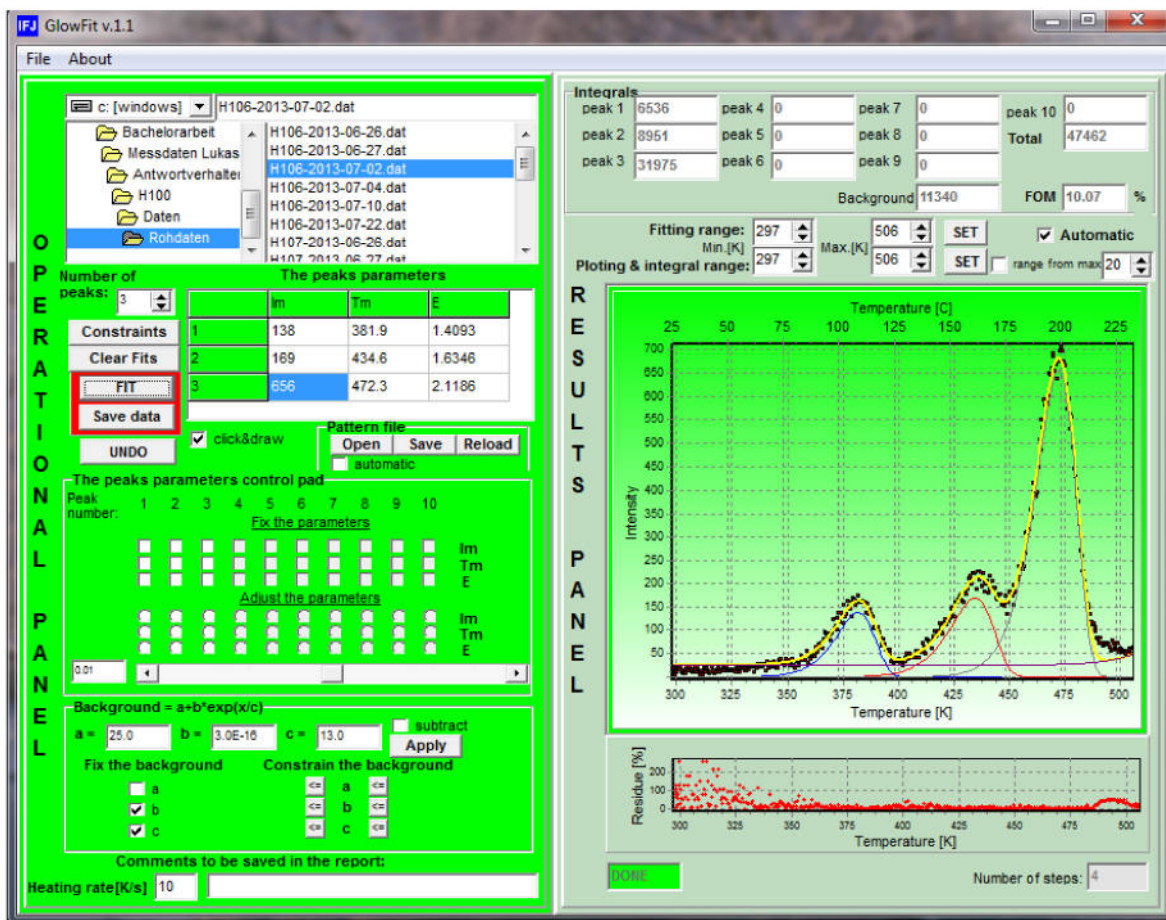 IFJ GlowFit v.1.1
File About
OPERATIONAL PANEL
c: [windows] H106-2013-07-02.dat
Bachelorarbeit
Messdaten Lukas
Antwortverhalten
H100
Daten
Rohdaten
H106-2013-06-26.dat
H106-2013-06-27.dat
H106-2013-07-02.dat
H106-2013-07-04.dat
H106-2013-07-10.dat
H106-2013-07-22.dat
H107-2013-06-26.dat
H107 2013 06 27 dat
Number of peaks: 3
The peaks parameters
Im Tm E
1 138 381.9 1.4093
2 169 434.6 1.6346
3 656 472.3 2.1186
Constraints
Clear Fits
FIT
Save data
UNDO
click&draw
Pattern file
Open Save Reload
automatic
The peaks parameters control pad
Peak number: 1 2 3 4 5 6 7 8 9 10
Fix the parameters
Im
Tm
E
Adjust the parameters
Im
Tm
E
0.01
Background = a+b*exp(x/c)
a = 25.0 b = 3.0E-16 c = 13.0
subtract
Apply
Fix the background
a
b
c
Constrain the background
<= a <=
<= b <=
<= c <=
Comments to be saved in the report:
Heating rate[K/s] 10
RESULTS PANEL
Integrals
peak 1 6536 peak 4 0 peak 7 0 peak 10 0
peak 2 8951 peak 5 0 peak 8 0 Total 47462
peak 3 31975 peak 6 0 peak 9 0
Background 11340 FOM 10.07 %
Fitting range: 297 506 SET Automatic
Min.[K] Max.[K]
Ploting & integral range: 297 506 SET range from max 20
Temperature [C]
25 50 75 100 125 150 175 200 225
Intensity
700
650
600
550
500
450
400
350
300
250
200
150
100
50
300 325 350 375 400 425 450 475 500
Temperature [K]
Residue [%]
200
100
0
300 325 350 375 400 425 450 475 500
Temperature [K]
DONE
Number of steps: 4